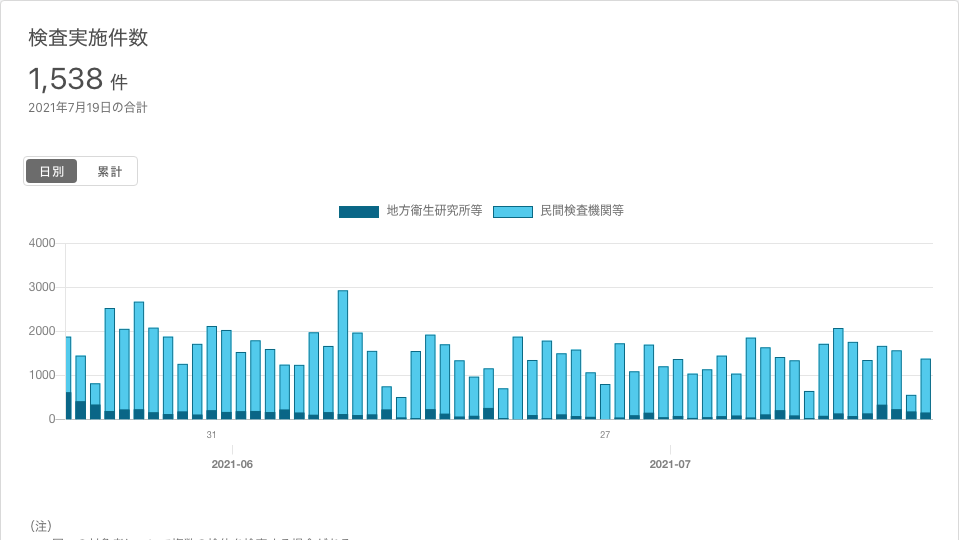 検査実施件数
1,538 件
2021年7月19日の合計
日別 累計
地方衛生研究所等 民間検査機関等
4000
3000
2000
1000
0
31 27
2021-06 2021-07
（注）